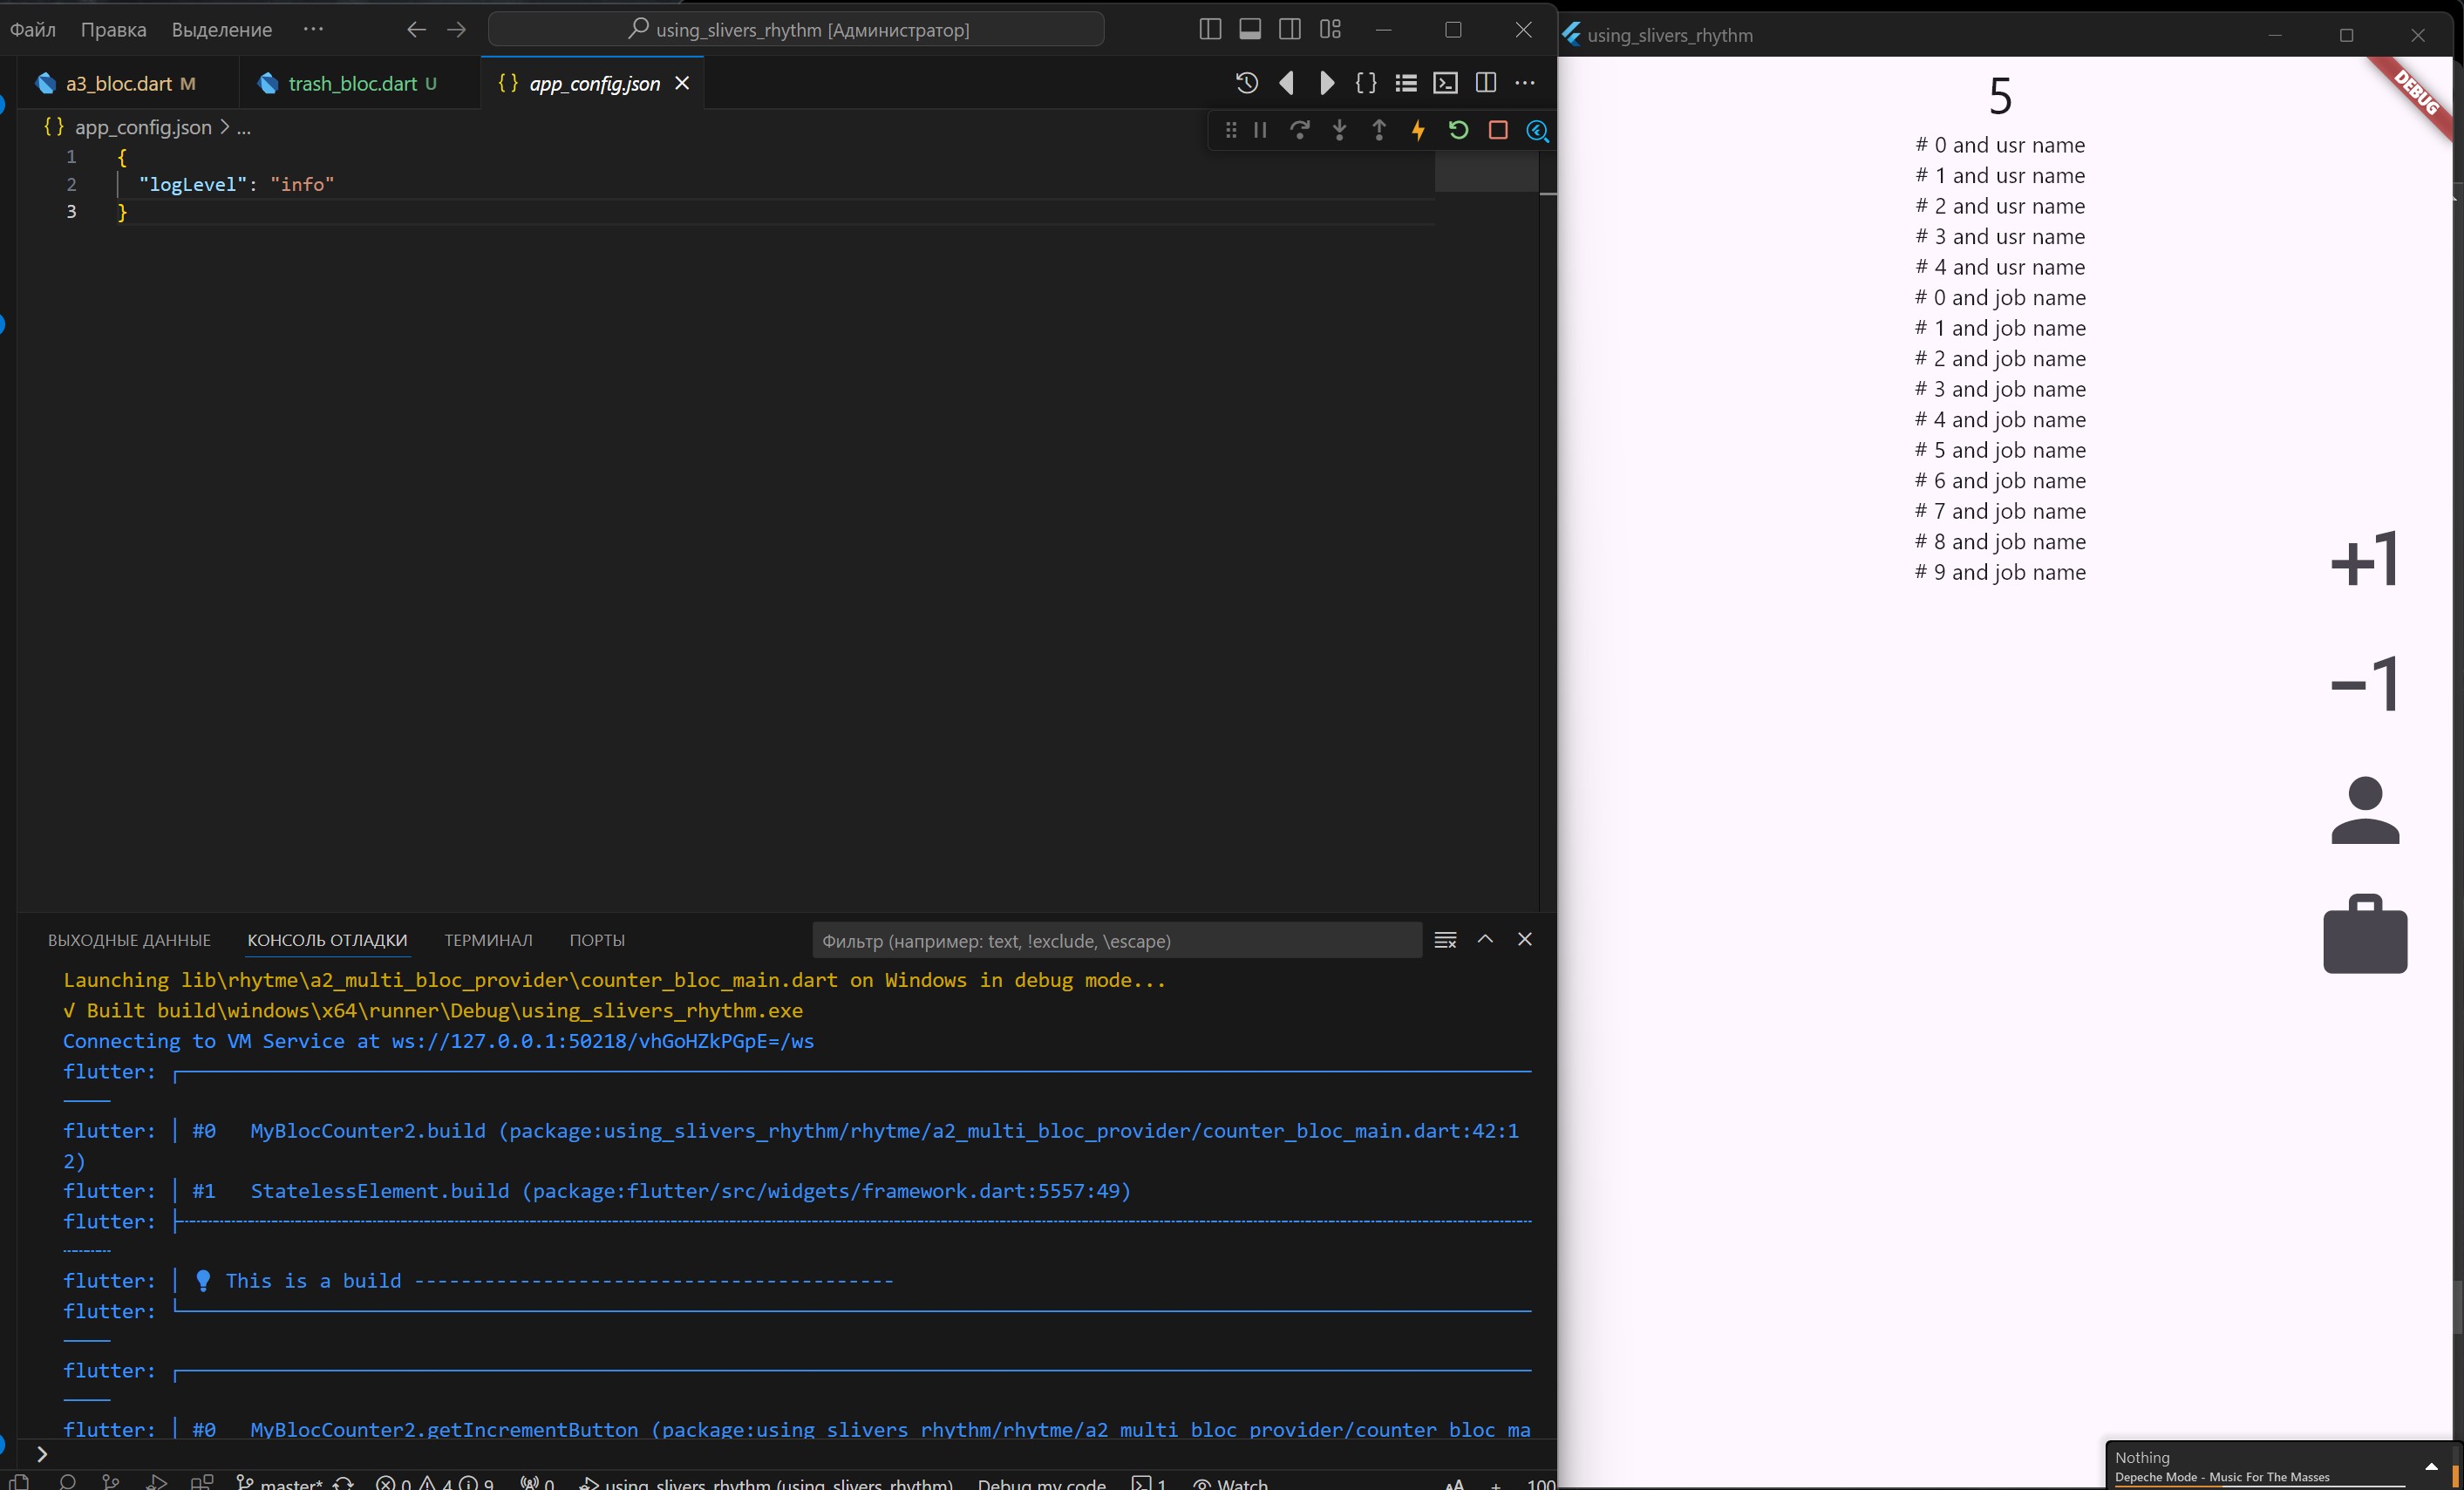 Файл Правка Выделение ··· using_slivers_rhythm [Администратор]
a3_bloc.dart M trash_bloc.dart U {} app_config.json
{} app_config.json > ...
1 {
2 "logLevel": "info"
3 }
ВЫХОДНЫЕ ДАННЫЕ КОНСОЛЬ ОТЛАДКИ ТЕРМИНАЛ ПОРТЫ Фильтр (например: text, !exclude, \escape)
Launching lib\rhytme\a2_multi_bloc_provider\counter_bloc_main.dart on Windows in debug mode...
√ Built build\windows\x64\runner\Debug\using_slivers_rhythm.exe
Connecting to VM Service at ws://127.0.0.1:50218/vhGoHZkPGpE=/ws
flutter: ┌──────────
flutter: │ #0 MyBlocCounter2.build (package:using_slivers_rhythm/rhytme/a2_multi_bloc_provider/counter_bloc_main.dart:42:1
2)
flutter: │ #1 StatelessElement.build (package:flutter/src/widgets/framework.dart:5557:49)
flutter: ├┄┄┄┄┄┄┄┄┄┄
flutter: │ 💡 This is a build -----------------------------------------
flutter: └──────────
flutter: ┌──────────
flutter: │ #0 MyBlocCounter2.getIncrementButton (package:using_slivers_rhythm/rhytme/a2_multi_bloc_provider/counter_bloc_ma
>
master* 0 4 9 0 using_slivers_rhythm (using_slivers_rhythm) Debug my code 1 Watch AA + 100
using_slivers_rhythm
DEBUG
5
# 0 and usr name
# 1 and usr name
# 2 and usr name
# 3 and usr name
# 4 and usr name
# 0 and job name
# 1 and job name
# 2 and job name
# 3 and job name
# 4 and job name
# 5 and job name
# 6 and job name
# 7 and job name
# 8 and job name
# 9 and job name
+1
−1
Nothing
Depeche Mode - Music For The Masses